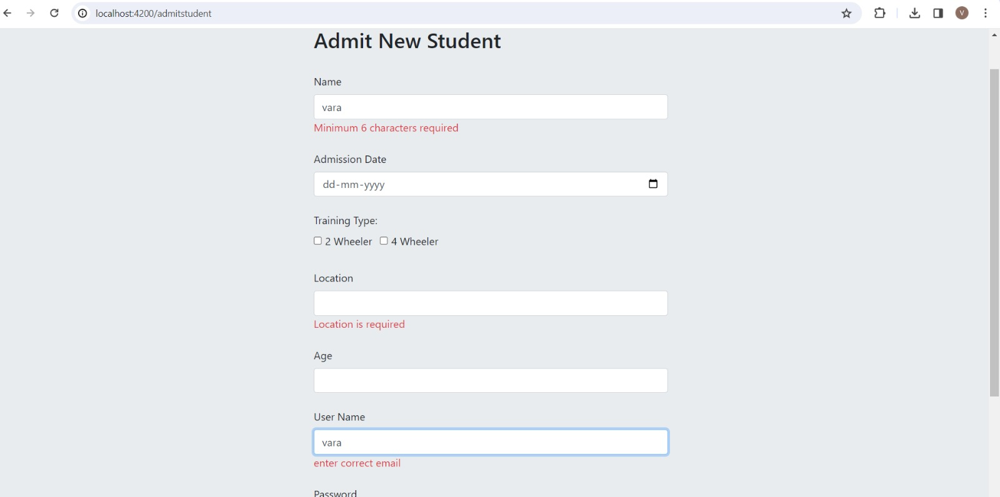 localhost:4200/admitstudent
V
Admit New Student
Name
vara
Minimum 6 characters required
Admission Date
dd-mm-yyyy
Training Type:
2 Wheeler 4 Wheeler
Location
Location is required
Age
User Name
vara
enter correct email
Password